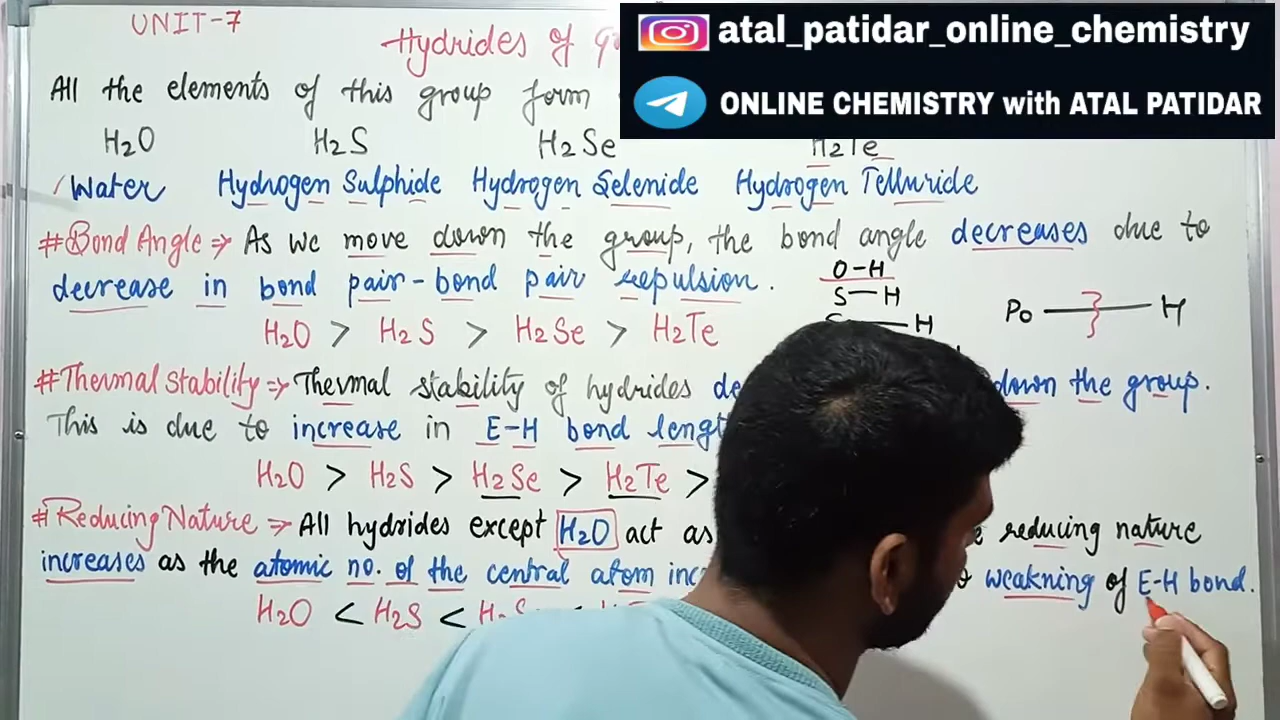 UNIT-7
Hydrides of
atal_patidar_online_chemistry
ONLINE CHEMISTRY with ATAL PATIDAR
All the elements of this group form
H2O H2S H2Se H2Te
Water Hydrogen Sulphide Hydrogen Selenide Hydrogen Telluride
#Bond Angle ⇒ As we move down the group, the bond angle decreases due to
decrease in bond pair-bond pair repulsion.
O-H
S-H
H
Po H
H2O > H2S > H2Se > H2Te
#Thermal Stability ⇒ Thermal stability of hydrides down the group.
This is due to increase in E-H bond
H2O > H2S > H2Se > H2Te >
#Reducing Nature ⇒ All hydrides except H2O act as reducing nature
increases as the atomic no. of the central atom weakning of E-H bond.
H2O < H2S <